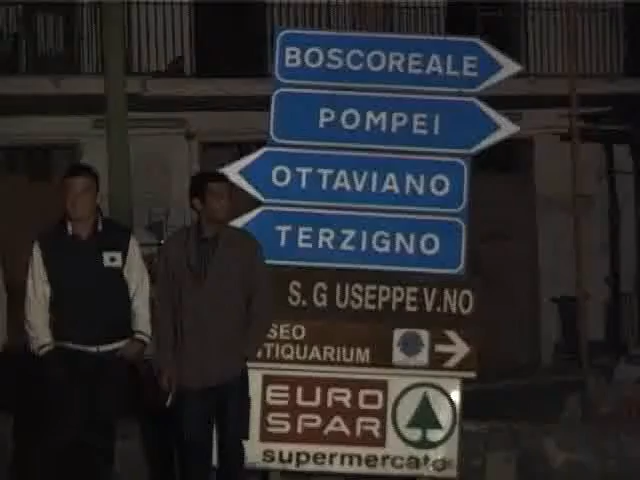 BOSCOREALE
POMPEI
OTTAVIANO
TERZIGNO
S. G USEPPE V.NO
SEO
TIQUARIUM
EURO
SPAR
supermercato